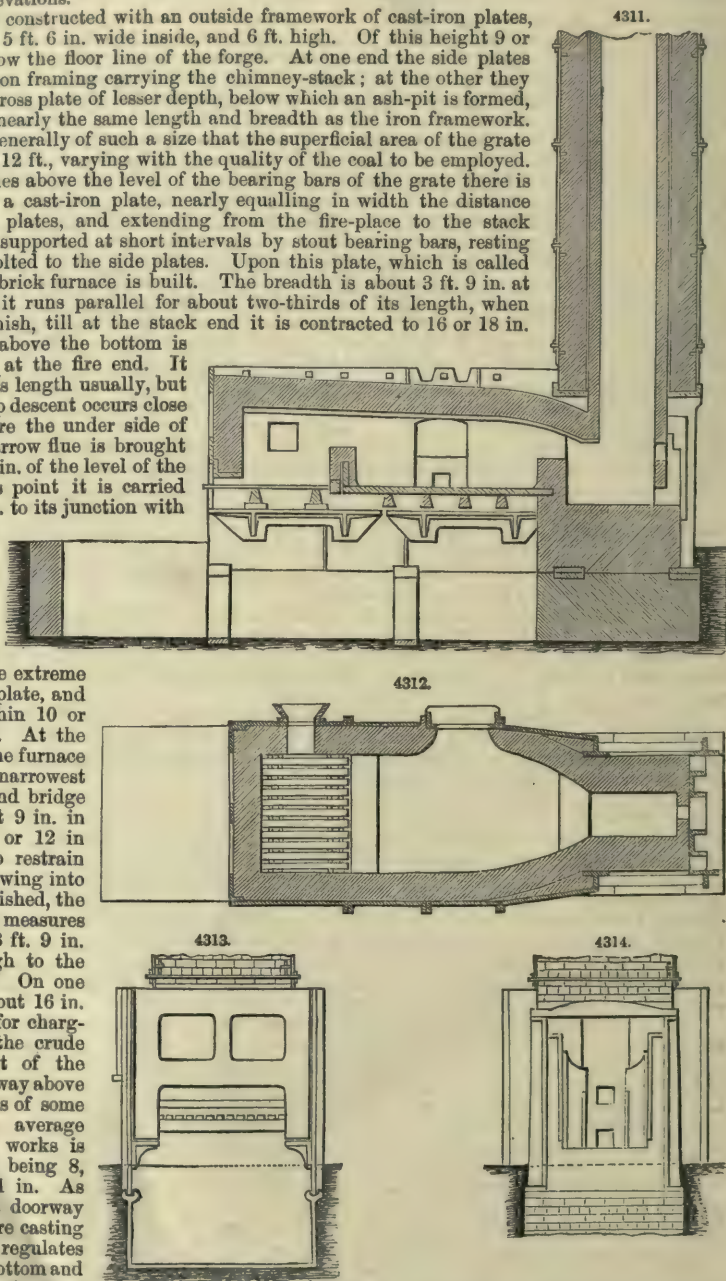 constructed with an outside framework of cast-iron plates,
4311.
5 ft. 6 in. wide inside, and 6 ft. high. Of this height 9 or
ow the floor line of the forge. At one end the side plates
on framing carrying the chimney-stack; at the other they
ross plate of lesser depth, below which an ash-pit is formed,
nearly the same length and breadth as the iron framework.
enerally of such a size that the superficial area of the grate
12 ft., varying with the quality of the coal to be employed.
es above the level of the bearing bars of the grate there is
a cast-iron plate, nearly equalling in width the distance
plates, and extending from the fire-place to the stack
supported at short intervals by stout bearing bars, resting
olted to the side plates. Upon this plate, which is called
brick furnace is built. The breadth is about 3 ft. 9 in. at
it runs parallel for about two-thirds of its length, when
nish, till at the stack end it is contracted to 16 or 18 in.
above the bottom is
at the fire end. It
s length usually, but
o descent occurs close
re the under side of
arrow flue is brought
in. of the level of the
s point it is carried
. to its junction with
e extreme
plate, and
hin 10 or
. At the
he furnace
narrowest
nd bridge
t 9 in. in
or 12 in
o restrain
wing into
ished, the
measures
3 ft. 9 in.
gh to the
On one
out 16 in.
for charg-
the crude
t of the
way above
s of some
average
works is
being 8,
1 in. As
doorway
re casting
regulates
ottom and
4312.
4313.
4314.